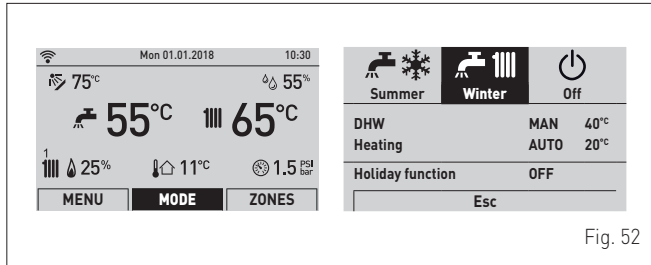 Mon 01.01.2018 10:30
75°C 55%
55°C 65°C
1
25% 11°C 1.5 PSI bar
MENU MODE ZONES
Summer Winter Off
DHW MAN 40°C
Heating AUTO 20°C
Holiday function OFF
Esc
Fig. 52